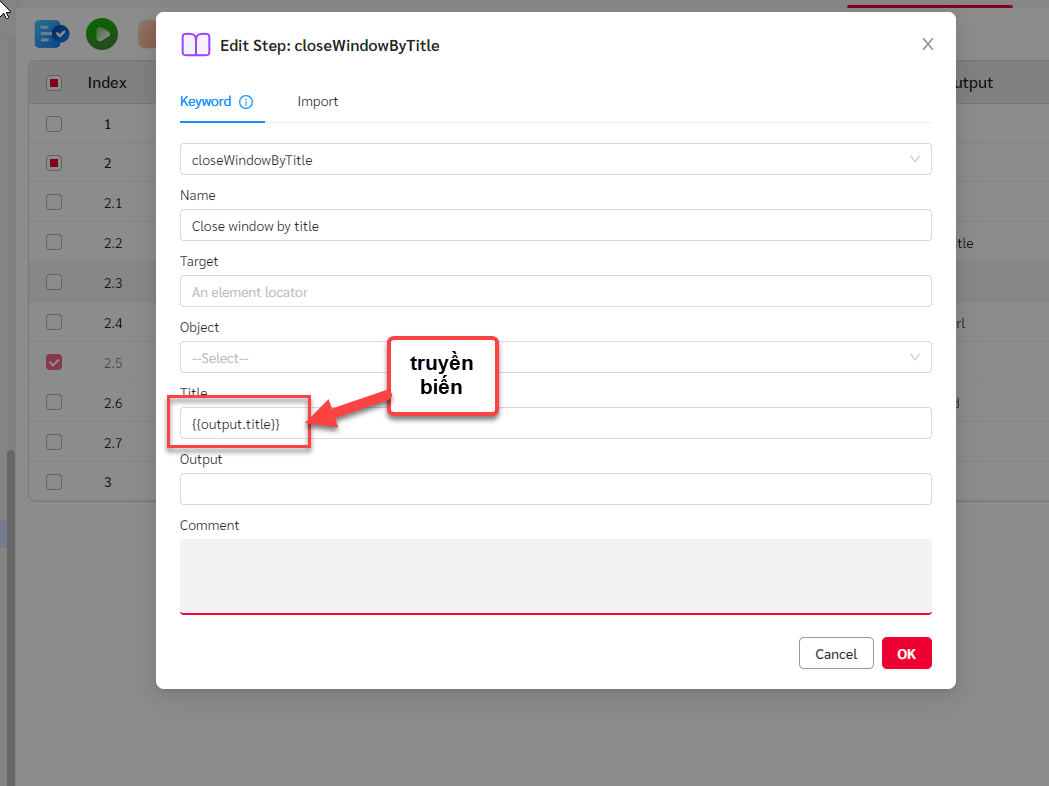 Edit Step: closeWindowByTitle
Keyword
Import
Index
utput
closeWindowByTitle
1
2
Name
2.1
Close window by title
2.2
tle
Target
2.3
An element locator
2.4
rl
Object
--Select--
2.5
truyền
biến
Title
2.6
{{output.title}}
d
2.7
Output
3
Comment
Cancel
OK